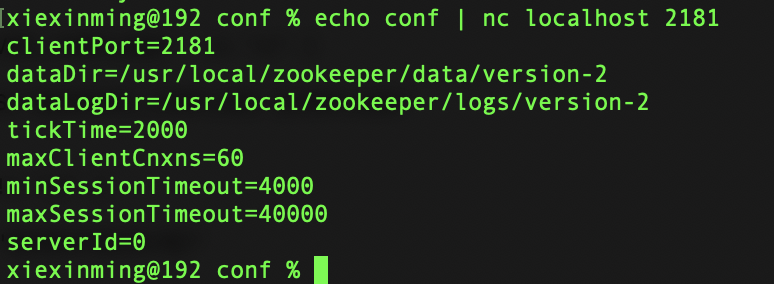 xiexinming@192 conf % echo conf | nc localhost 2181
clientPort=2181
dataDir=/usr/local/zookeeper/data/version-2
dataLogDir=/usr/local/zookeeper/logs/version-2
tickTime=2000
maxClientCnxns=60
minSessionTimeout=4000
maxSessionTimeout=40000
serverId=0
xiexinming@192 conf %